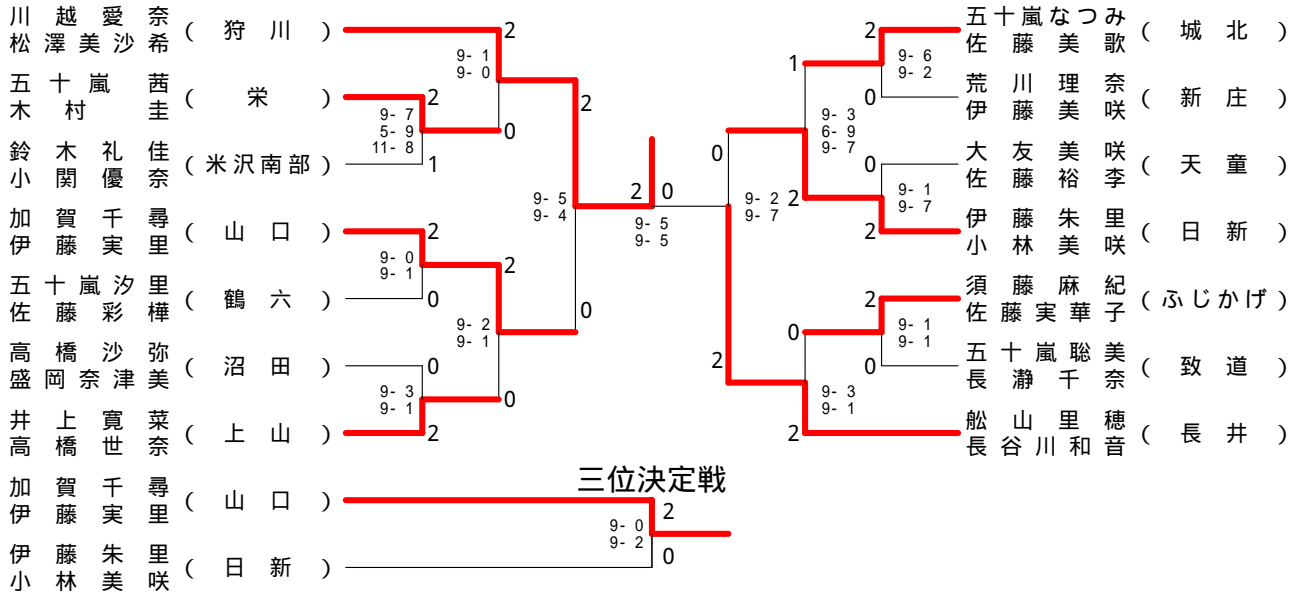 川越愛奈
松澤美沙希
(狩川)
2
9-1
9-0
五十嵐茜
木村圭
(栄)
2
9-7
5-9
11-8
0
鈴木礼佳
小関優奈
(米沢南部)
1
2
9-5
9-4
加賀千尋
伊藤実里
(山口)
2
9-0
9-1
2
五十嵐汐里
佐藤彩樺
(鶴六)
0
9-2
9-1
0
高橋沙弥
盛岡奈津美
(沼田)
0
9-3
9-1
0
井上寛菜
高橋世奈
(上山)
2
2 0
9-5
9-5
五十嵐なつみ
佐藤美歌
(城北)
2
9-6
9-2
1
荒川理奈
伊藤美咲
(新庄)
0
9-3
6-9
9-7
0
大友美咲
佐藤裕李
(天童)
0
9-1
9-7
2
9-2
9-7
伊藤朱里
小林美咲
(日新)
2
須藤麻紀
佐藤実華子
(ふじかげ)
2
9-1
9-1
0
五十嵐聡美
長瀞千奈
(致道)
0
2
9-3
9-1
舩山里穂
長谷川和音
(長井)
2
三位決定戦
加賀千尋
伊藤実里
(山口)
2
9-0
9-2
0
伊藤朱里
小林美咲
(日新)